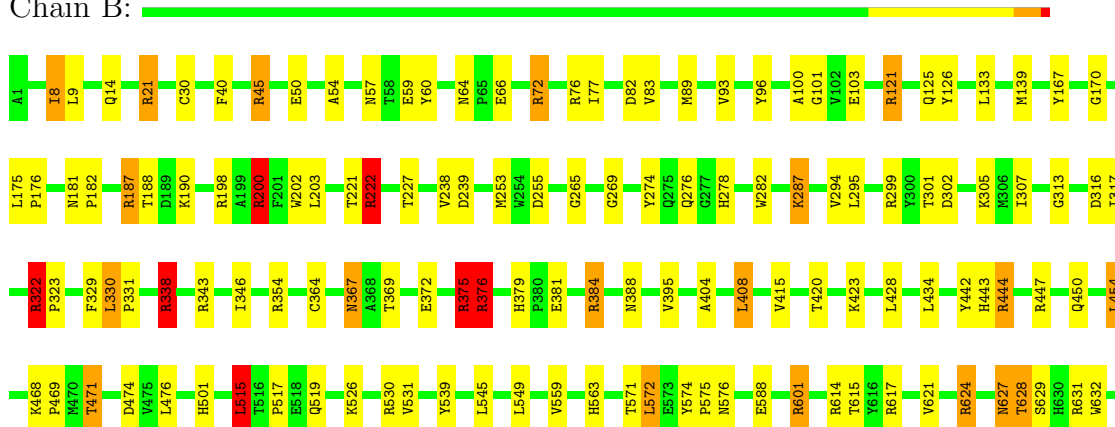 Chain B:
A1 I8 L9 Q14 R21 C30 F40 R45 E50 A54 N57 T58 E59 Y60 N64 P65 E66 R72 R76 I77 D82 V83 M89 V93 Y96 A100 G101 V102 E103 R121 Q125 Y126 L133 M139 Y167 G170
L175 P176 N181 P182 R187 T188 D189 K190 R198 A199 R200 F201 W202 L203 T221 R222 T227 V238 D239 M253 W254 D255 G265 G269 Y274 Q275 Q276 G277 H278 W282 K287 V294 L295 R299 Y300 T301 D302 K305 M306 I307 G313 D316 I317
R322 P323 F329 L330 P331 R338 R343 I346 R354 C364 N367 A368 T369 E372 R375 R376 H379 P380 E381 R384 N388 V395 A404 L408 V415 T420 K423 L428 L434 Y442 H443 R444 R447 Q450 L454
K468 P469 M470 T471 D474 V475 L476 H501 L515 T516 P517 E518 Q519 K526 R530 V531 Y539 L545 L549 V559 H563 T571 L572 E573 Y574 P575 N576 E588 R601 R614 T615 Y616 R617 V621 R624 N627 T628 S629 H630 R631 W632